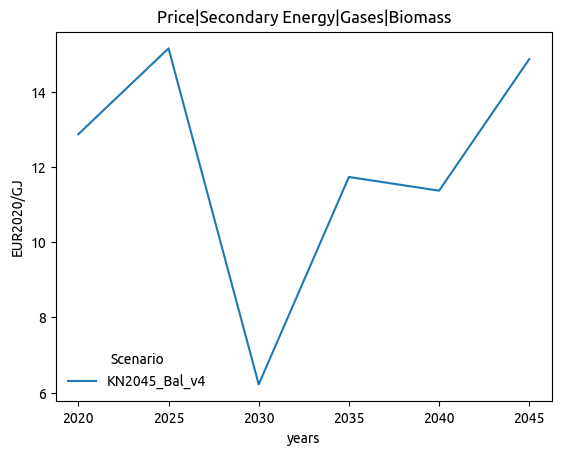 Price|Secondary Energy|Gases|Biomass
EUR2020/GJ
14
12
10
8
6
Scenario
KN2045_Bal_v4
2020 2025 2030 2035 2040 2045
years